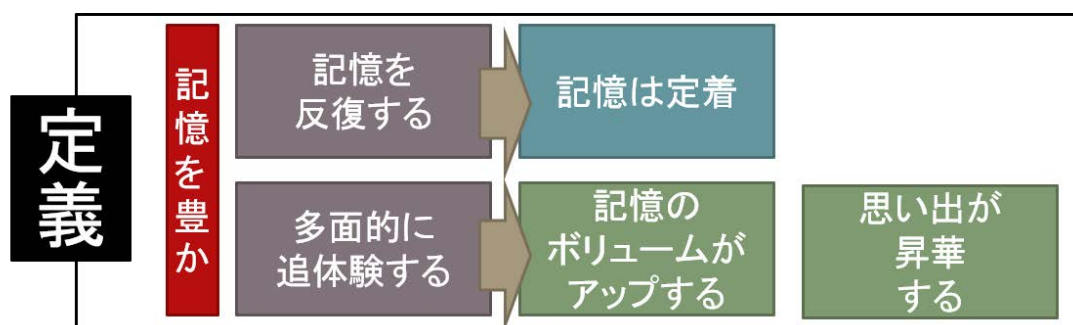 定義
記憶を豊か
記憶を
反復する
記憶は定着
多面的に
追体験する
記憶の
ボリュームが
アップする
思い出が
昇華
する